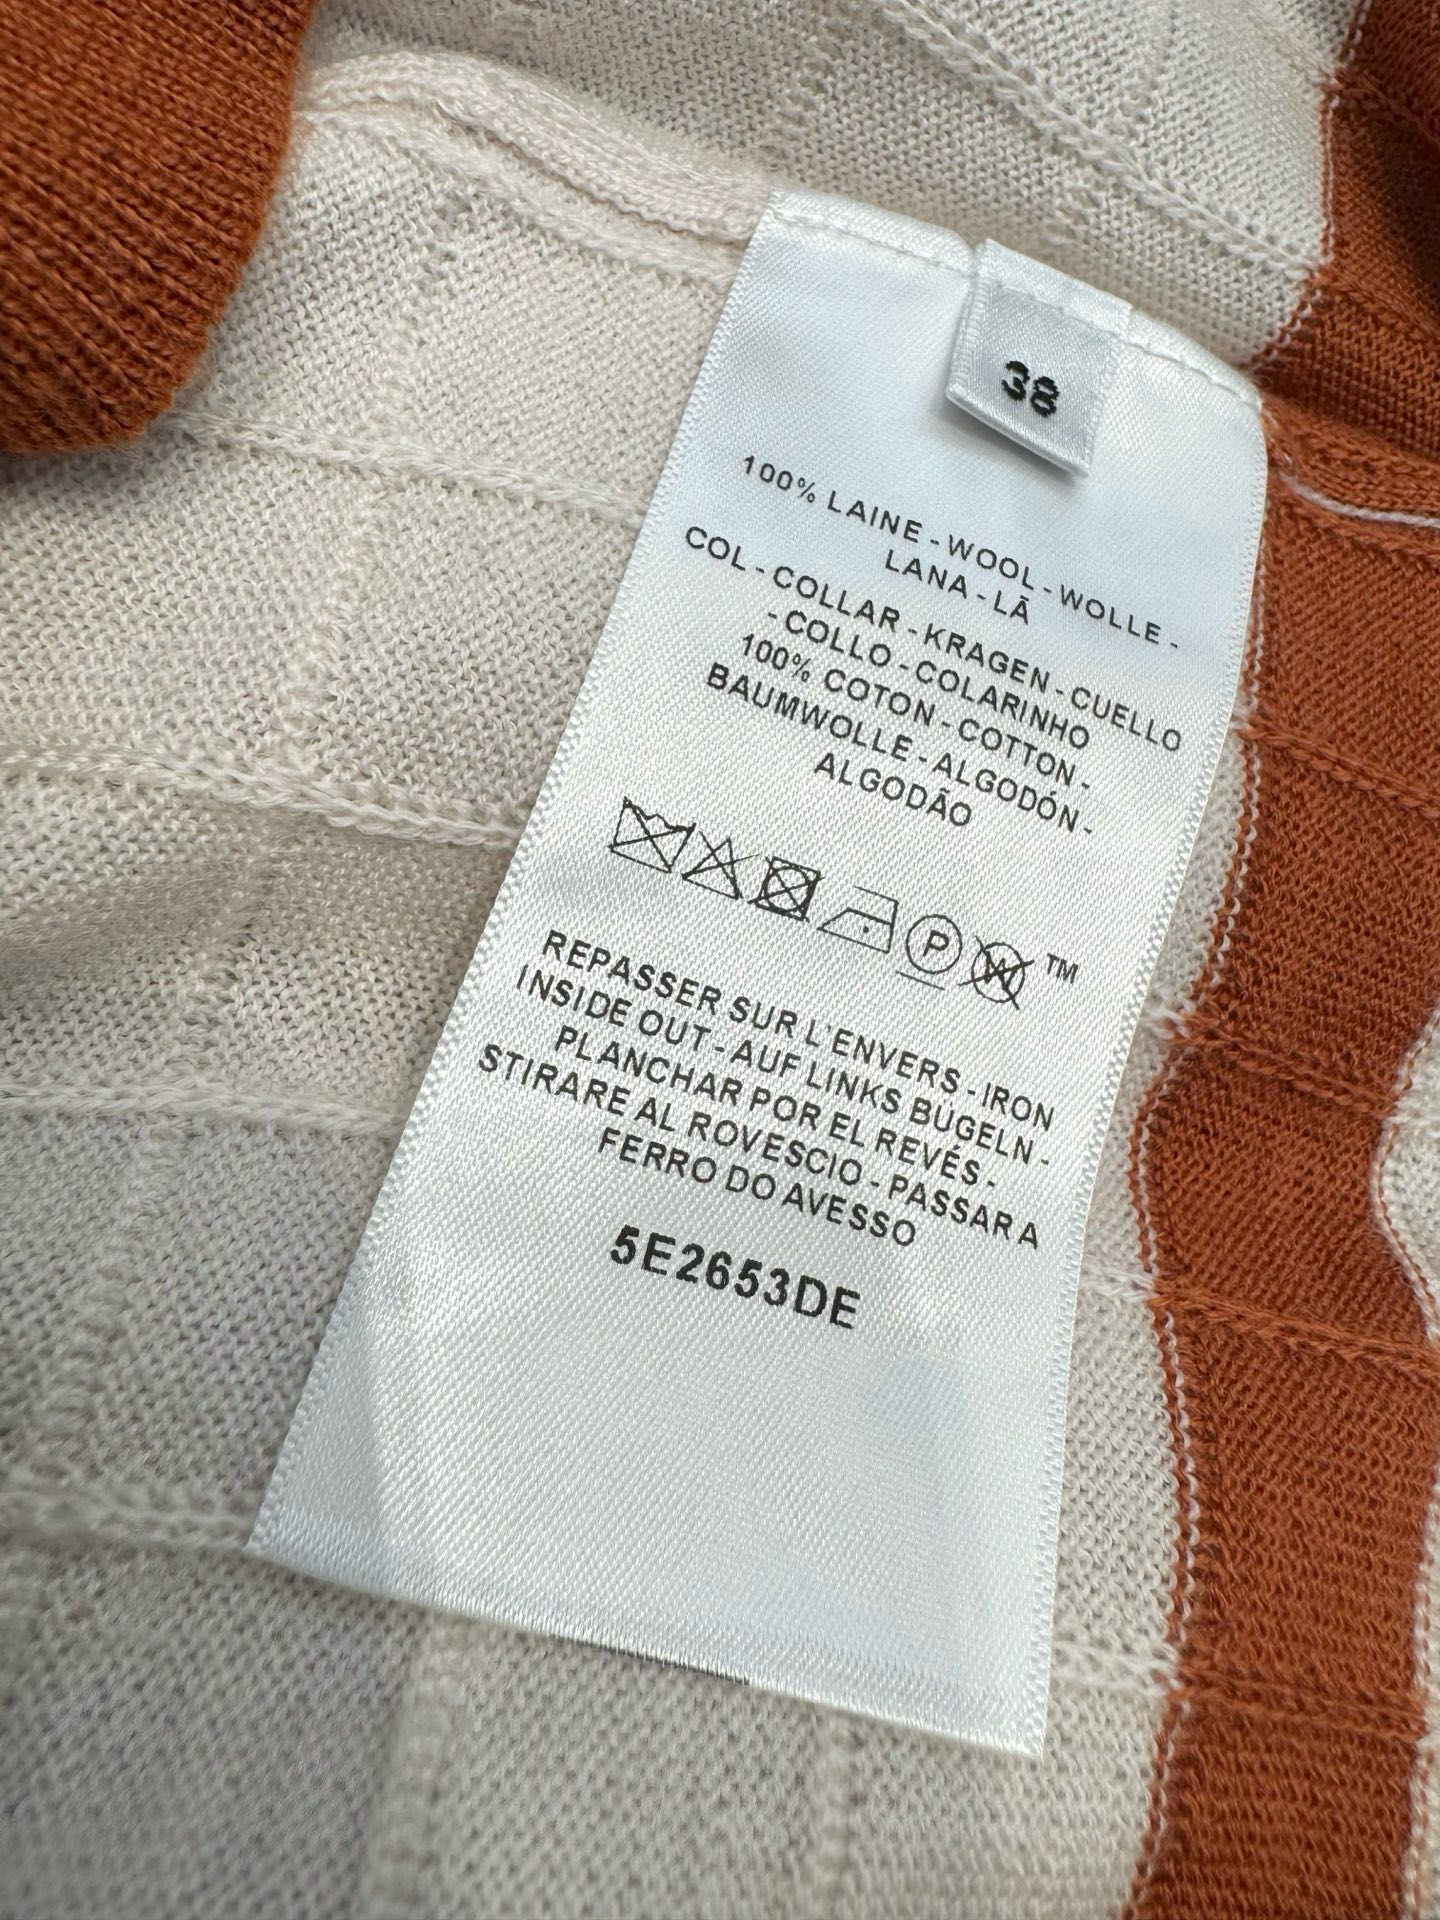 38
100% LAINE - WOOL - WOLLE -
LANA - LÃ
COL - COLLAR - KRAGEN - CUELLO
- COLLO - COLARINHO
100% COTON - COTTON -
BAUMWOLLE - ALGODÓN -
ALGODÃO
P W TM
REPASSER SUR L'ENVERS - IRON
INSIDE OUT - AUF LINKS BÜGELN -
PLANCHAR POR EL REVÉS -
STIRARE AL ROVESCIO - PASSAR A
FERRO DO AVESSO
5E2653DE